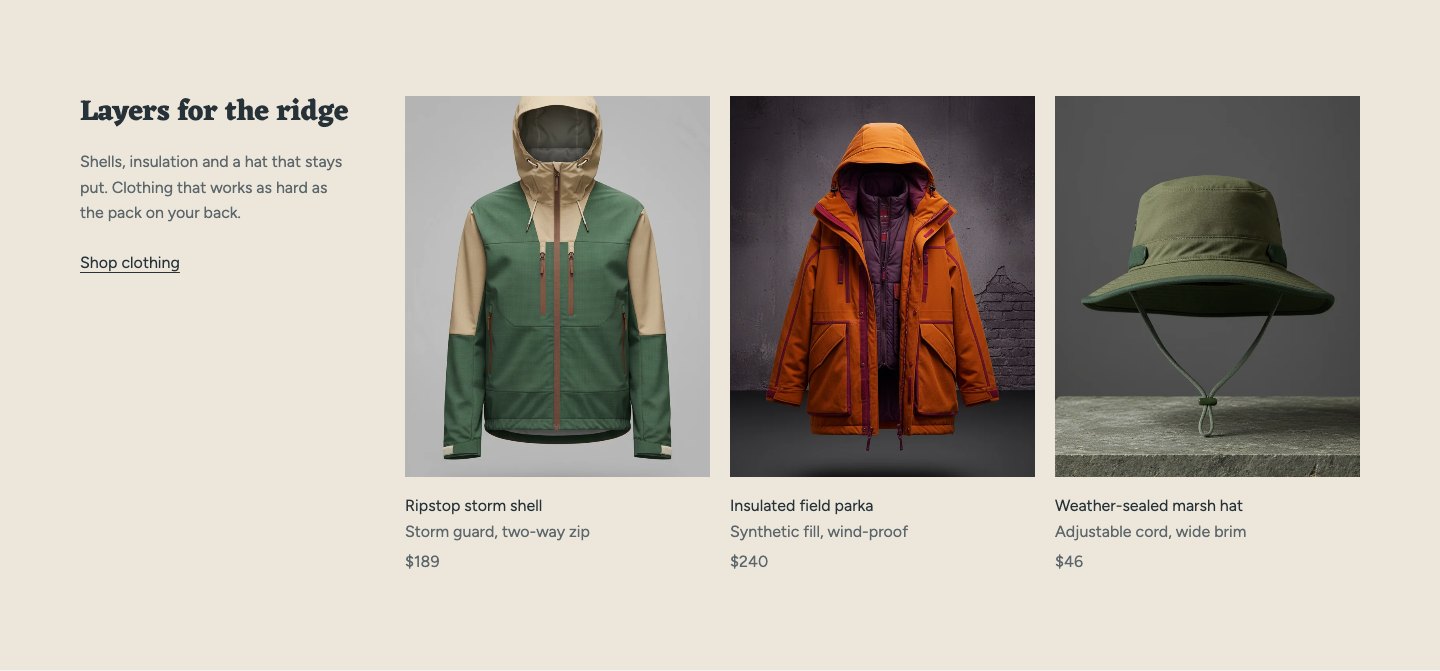 Layers for the ridge
Shells, insulation and a hat that stays
put. Clothing that works as hard as
the pack on your back.
Shop clothing
Ripstop storm shell
Storm guard, two-way zip
$189
Insulated field parka
Synthetic fill, wind-proof
$240
Weather-sealed marsh hat
Adjustable cord, wide brim
$46